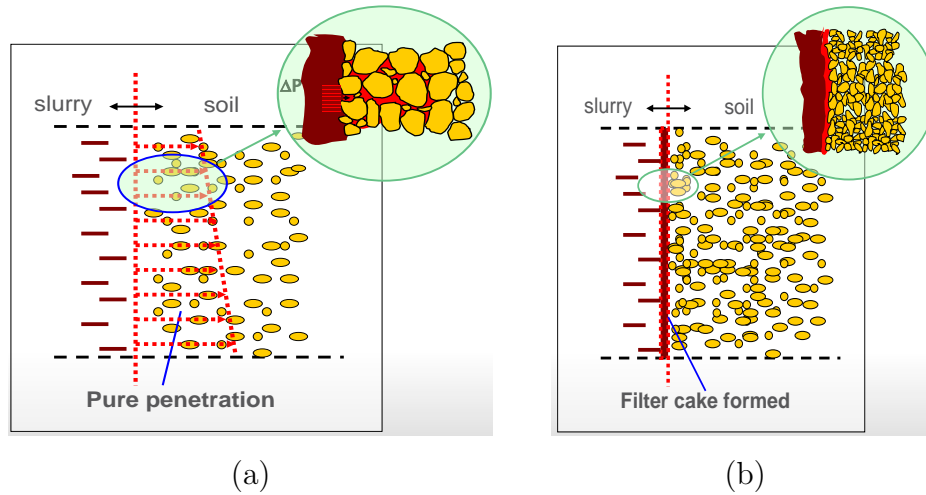 ΔP
slurry
soil
Pure penetration
(a)
slurry
soil
Filter cake formed
(b)